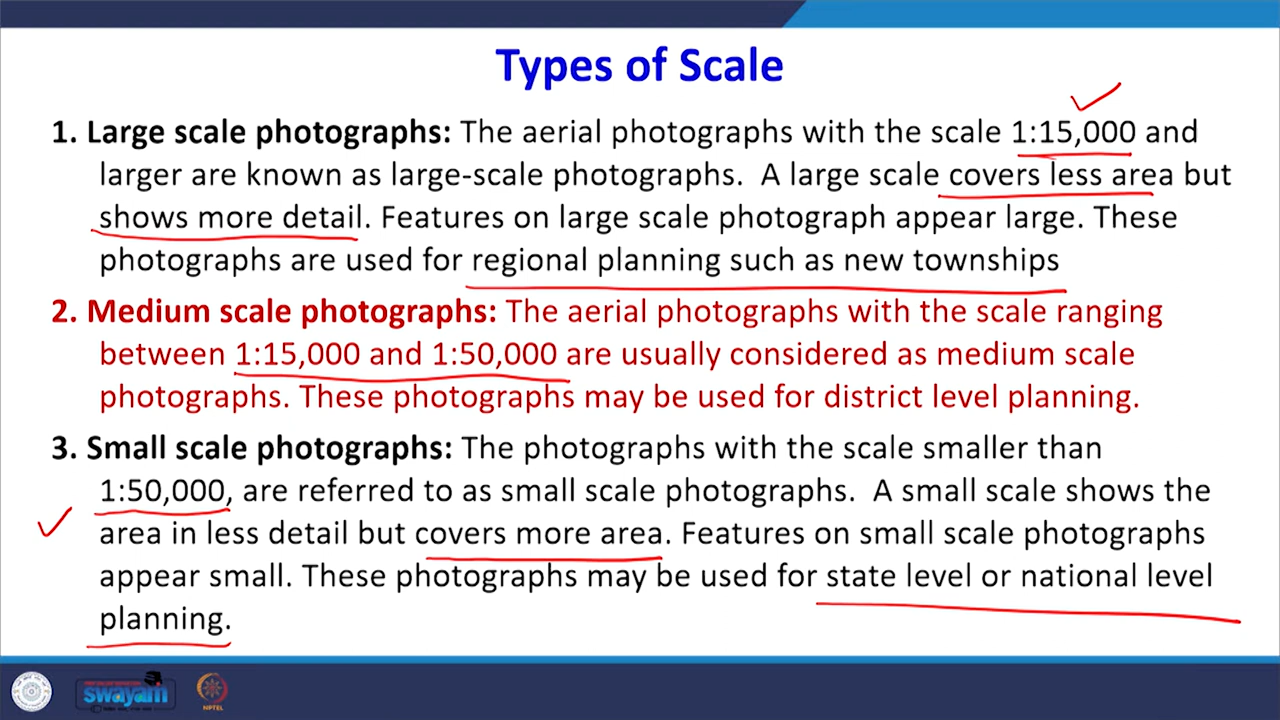 Types of Scale
1. Large scale photographs: The aerial photographs with the scale 1:15,000 and
larger are known as large-scale photographs. A large scale covers less area but
shows more detail. Features on large scale photograph appear large. These
photographs are used for regional planning such as new townships
2. Medium scale photographs: The aerial photographs with the scale ranging
between 1:15,000 and 1:50,000 are usually considered as medium scale
photographs. These photographs may be used for district level planning.
3. Small scale photographs: The photographs with the scale smaller than
1:50,000, are referred to as small scale photographs. A small scale shows the
area in less detail but covers more area. Features on small scale photographs
appear small. These photographs may be used for state level or national level
planning.
swayam
NPTEL